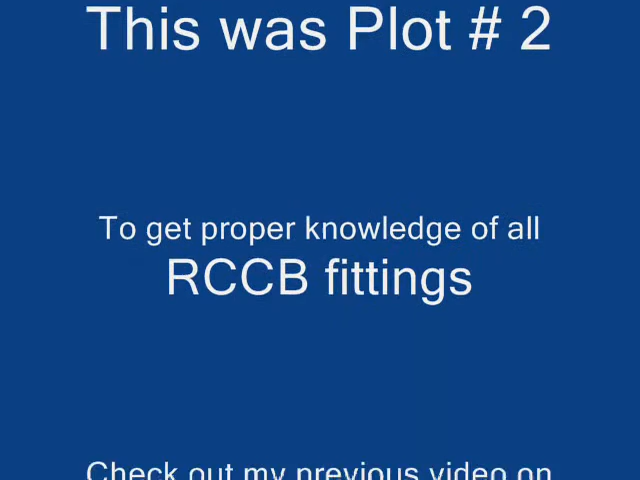 This was Plot # 2
To get proper knowledge of all
RCCB fittings
Check out my previous video on